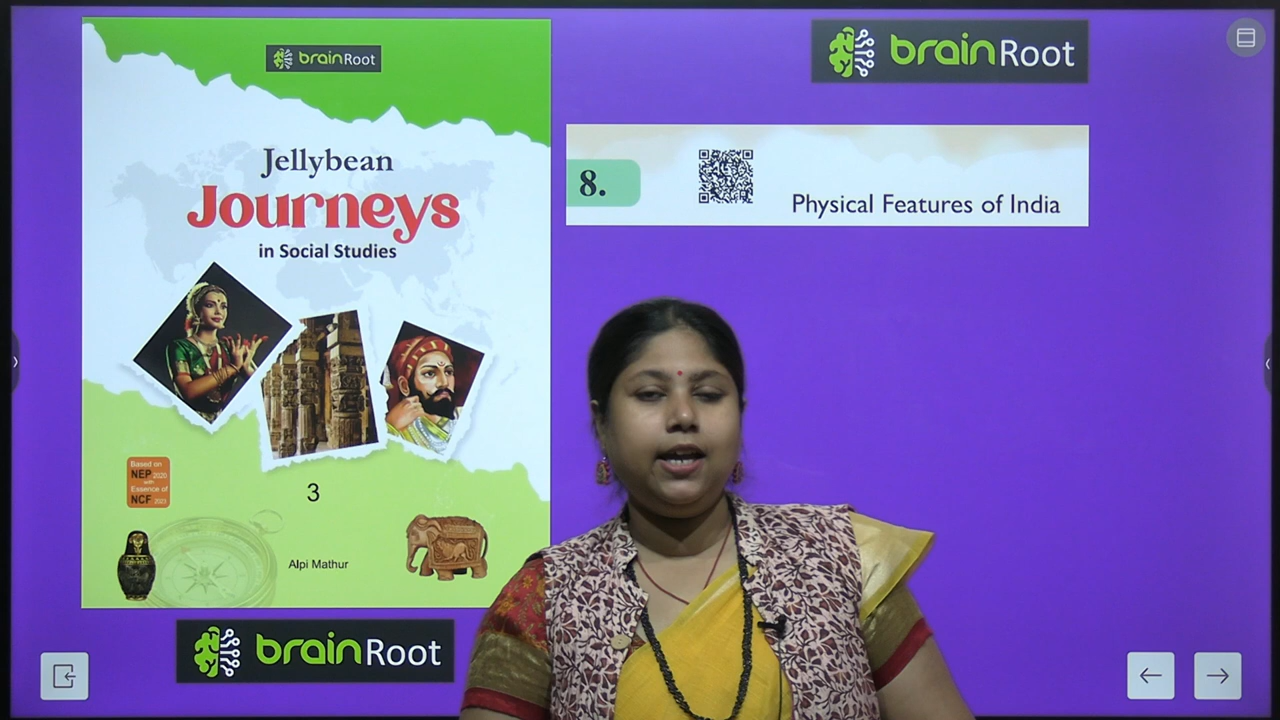 brainRoot
Jellybean
Journeys
in Social Studies
Based on
NEP 2020
with
Essence of
NCF 2023
3
Alpi Mathur
brainRoot
brainRoot
8.
Physical Features of India